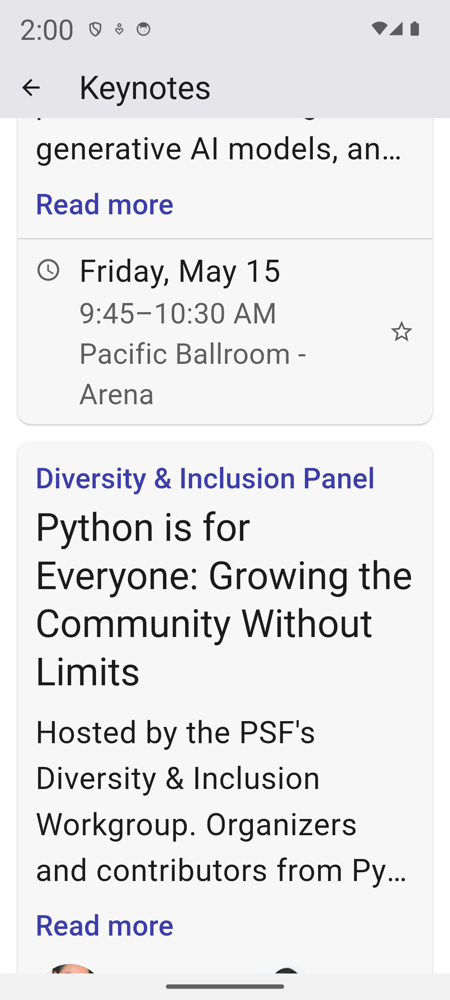 2:00
Keynotes
generative AI models, an...
Read more
Friday, May 15
9:45–10:30 AM
Pacific Ballroom -
Arena
Diversity & Inclusion Panel
Python is for
Everyone: Growing the
Community Without
Limits
Hosted by the PSF's
Diversity & Inclusion
Workgroup. Organizers
and contributors from Py...
Read more